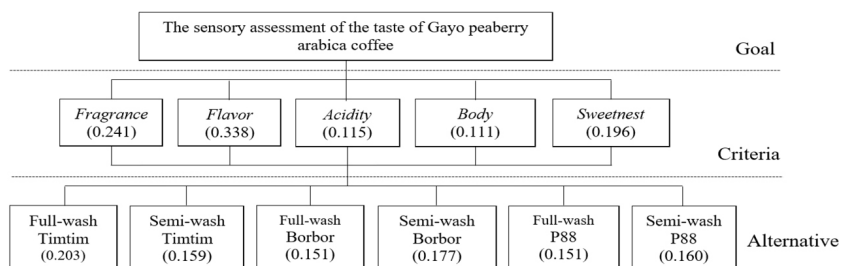 The sensory assessment of the taste of Gayo peaberry
arabica coffee
Goal
Fragrance
(0.241)
Flavor
(0.338)
Acidity
(0.115)
Body
(0.111)
Sweetnest
(0.196)
Criteria
Full-wash
Timtim
(0.203)
Semi-wash
Timtim
(0.159)
Full-wash
Borbor
(0.151)
Semi-wash
Borbor
(0.177)
Full-wash
P88
(0.151)
Semi-wash
P88
(0.160)
Alternative